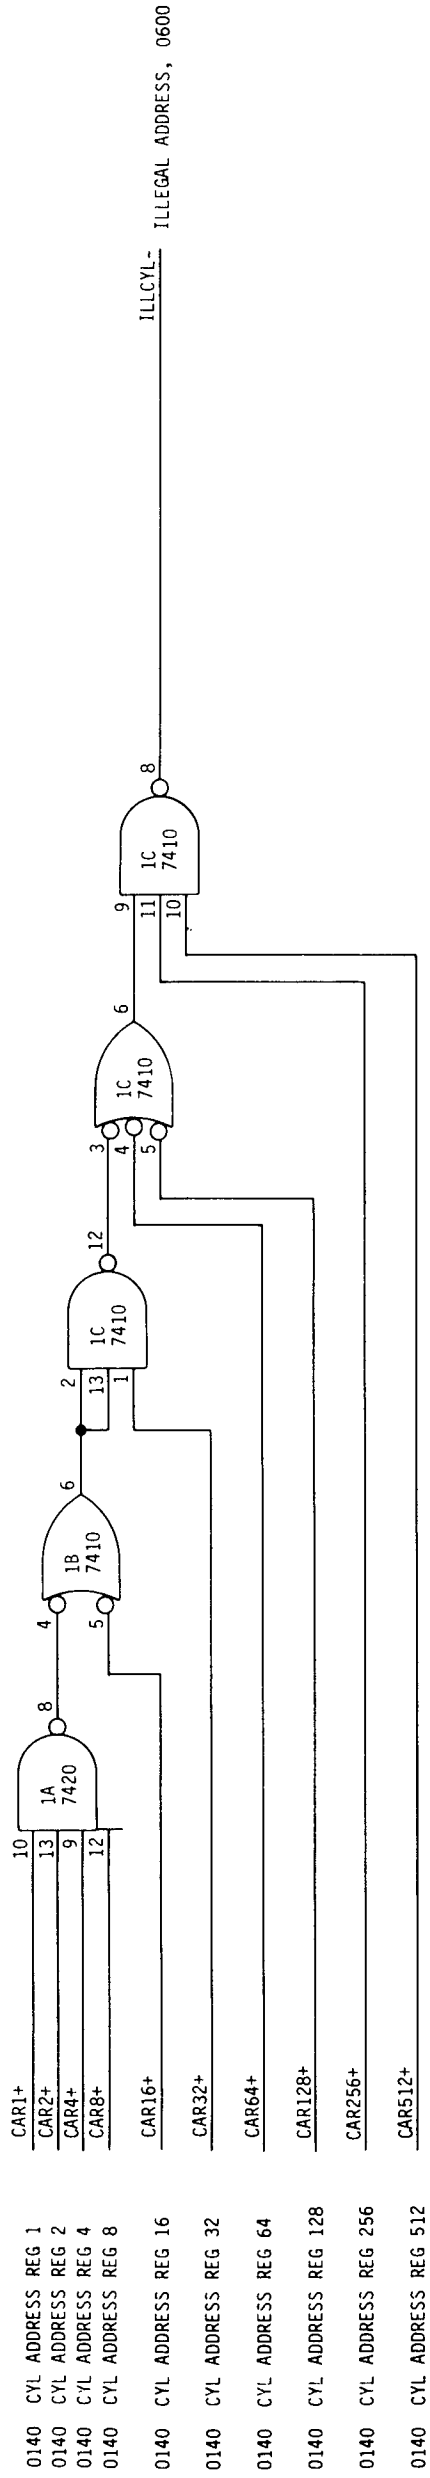 0140 CYL ADDRESS REG 1
0140 CYL ADDRESS REG 2
0140 CYL ADDRESS REG 4
0140 CYL ADDRESS REG 8
0140 CYL ADDRESS REG 16
0140 CYL ADDRESS REG 32
0140 CYL ADDRESS REG 64
0140 CYL ADDRESS REG 128
0140 CYL ADDRESS REG 256
0140 CYL ADDRESS REG 512
CAR1+
CAR2+
CAR4+
CAR8+
CAR16+
CAR32+
CAR64+
CAR128+
CAR256+
CAR512+
10
13
9
12
1A
7420
8
4
5
1B
7410
6
2
13
1
1C
7410
12
3
4
5
1C
7410
6
9
11
10
1C
7410
8
ILLCYL-
ILLEGAL ADDRESS, 0600